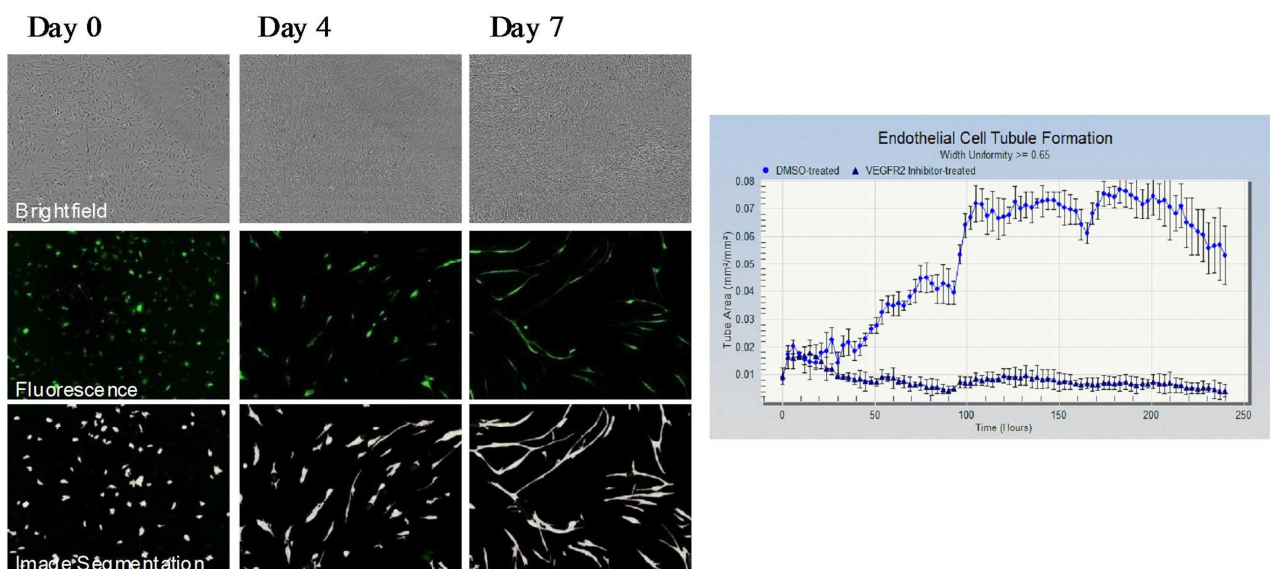 Day 0
Day 4
Day 7
Brightfield
Fluorescence
Image Segmentation
Endothelial Cell Tubule Formation
Width Uniformity >= 0.65
DMSO-treated VEGFR2 Inhibitor-treated
Tube Area (mm²/mm²)
0.08
0.07
0.06
0.05
0.04
0.03
0.02
0.01
0 50 100 150 200 250
Time (Hours)